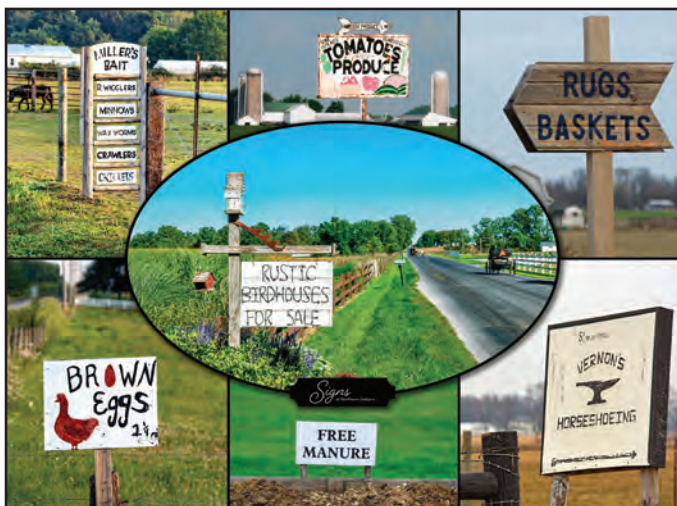 MILLER'S
BAIT
R. WIGGLERS
MINNOWS
WAX WORMS
CRAWLERS
CRICKETS
TOMATOES
PRODUCE
RUGS
BASKETS
RUSTIC
BIRDHOUSES
FOR SALE
BROWN
Eggs
Signs
FREE
MANURE
VERNON'S
HORSESHOEING